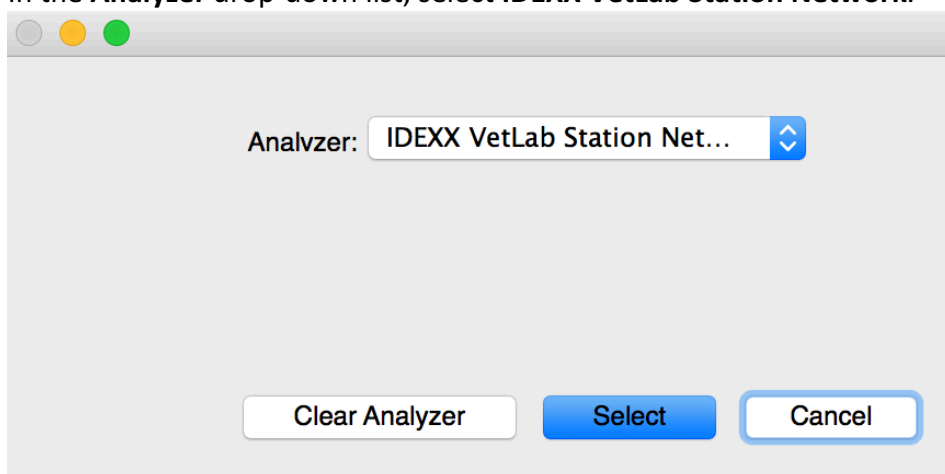 In the Analyzer drop-down list, select IDEXX VetLab Station Network.
Analyzer: IDEXX VetLab Station Net...
Clear Analyzer Select Cancel